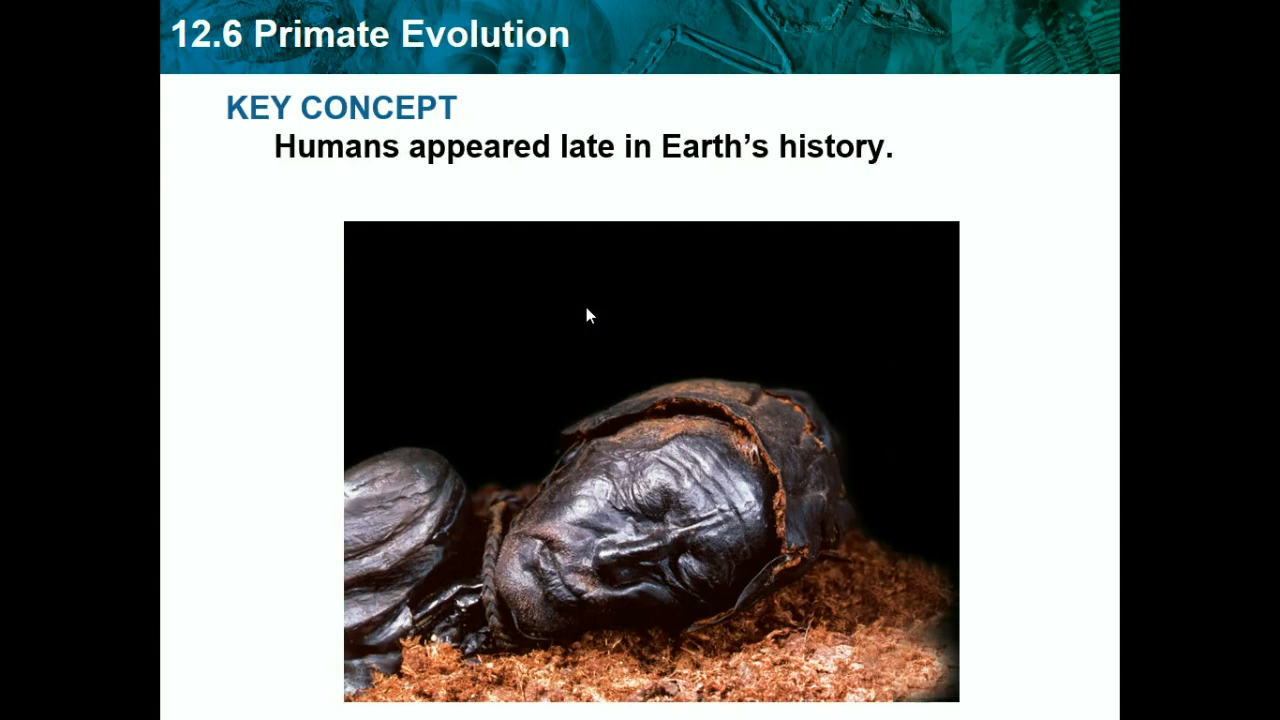 12.6 Primate Evolution
KEY CONCEPT
Humans appeared late in Earth’s history.